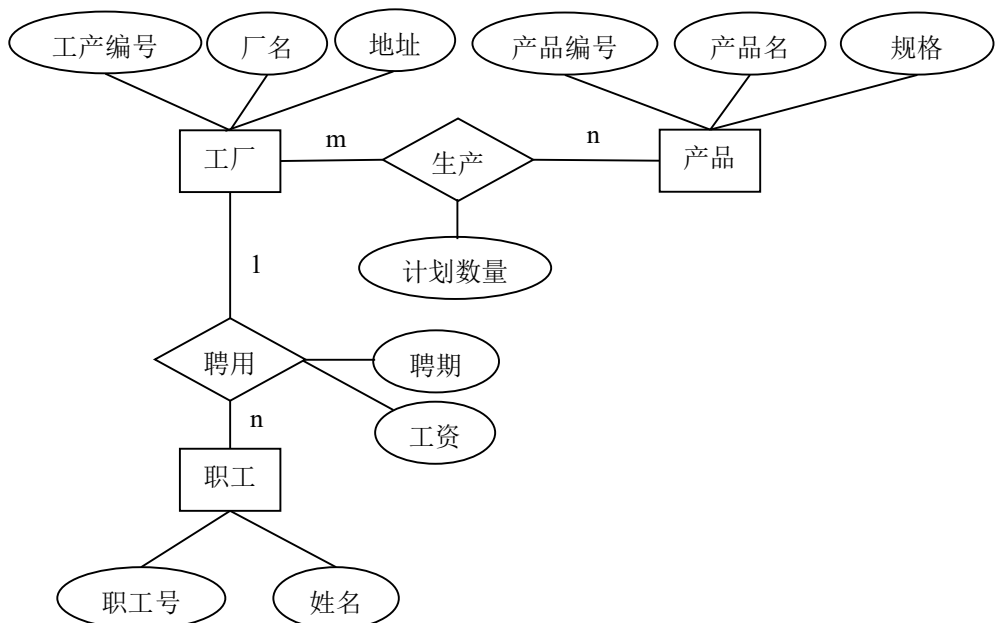 工产编号 厂名 地址 产品编号 产品名 规格
工厂 m 生产 n 产品
计划数量
1
聘用 聘期
n 工资
职工
职工号 姓名